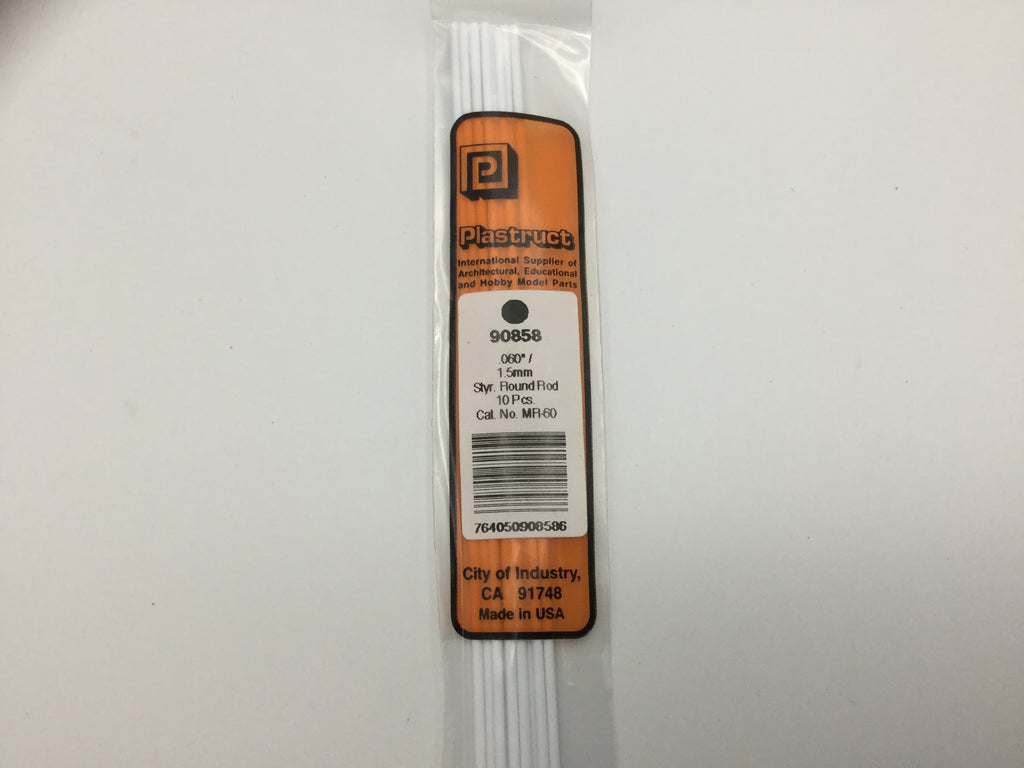 P
Plastruct
International Supplier of
Architectural, Educational
and Hobby Model Parts
90858
.060" /
1.5mm
Styr. Round Rod
10 Pcs.
Cat. No. MR-60
764050908586
City of Industry,
CA 91748
Made in USA